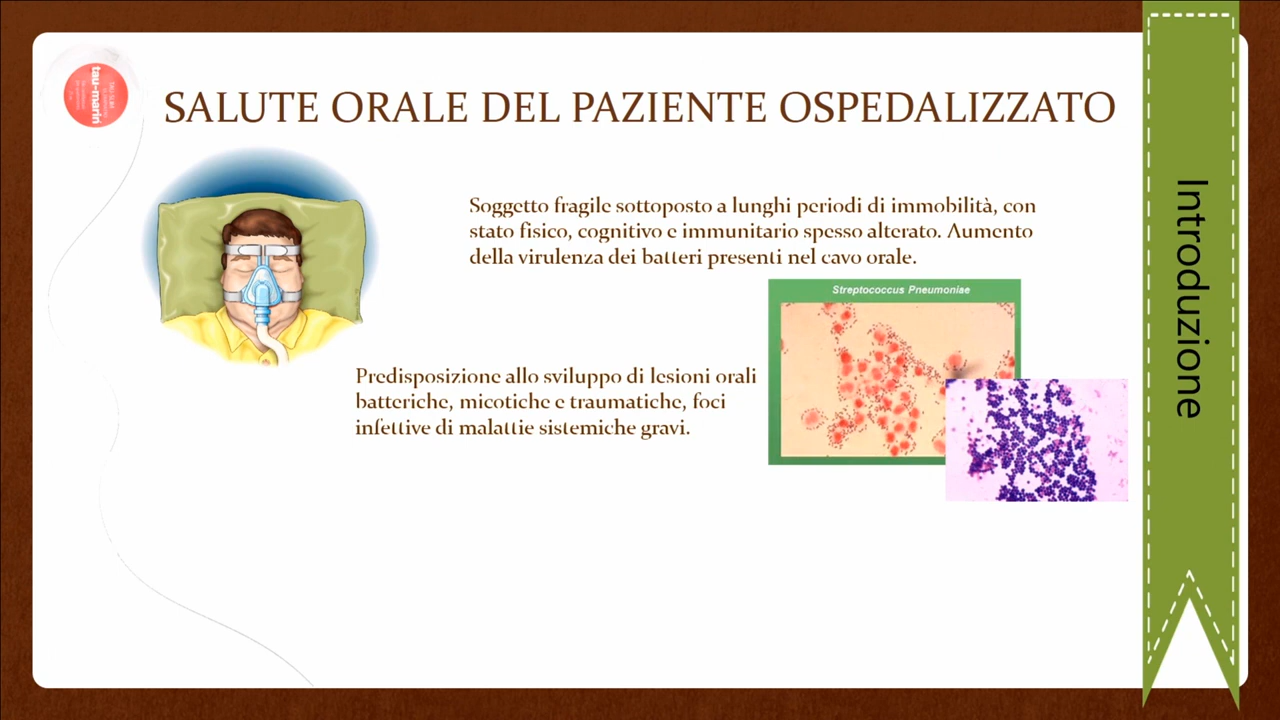 tau-marin
SALUTE ORALE DEL PAZIENTE OSPEDALIZZATO
Soggetto fragile sottoposto a lunghi periodi di immobilità, con
stato fisico, cognitivo e immunitario spesso alterato. Aumento
della virulenza dei batteri presenti nel cavo orale.
Streptococcus Pneumoniae
Predisposizione allo sviluppo di lesioni orali
batteriche, micotiche e traumatiche, foci
infettive di malattie sistemiche gravi.
Introduzione